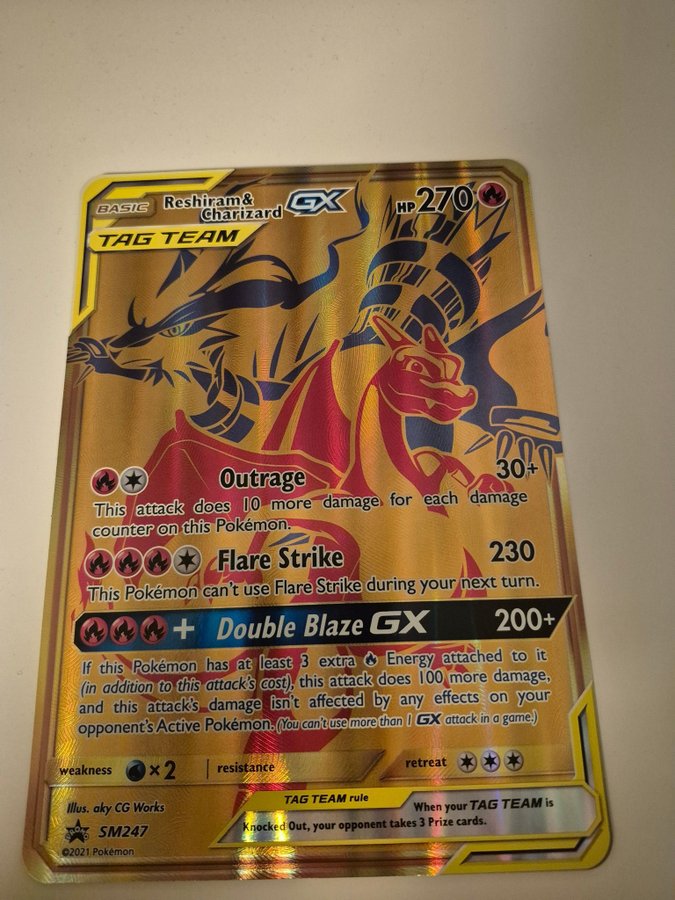 BASIC Reshiram& Charizard GX HP 270
TAG TEAM
Outrage 30+
This attack does 10 more damage for each damage
counter on this Pokémon.
Flare Strike 230
This Pokémon can't use Flare Strike during your next turn.
+ Double Blaze GX 200+
If this Pokémon has at least 3 extra Energy attached to it
(in addition to this attack's cost), this attack does 100 more damage,
and this attack's damage isn't affected by any effects on your
opponent's Active Pokémon. (You can't use more than 1 GX attack in a game.)
weakness ×2 resistance retreat
Illus. aky CG Works
SM247
©2021 Pokémon
TAG TEAM rule When your TAG TEAM is
Knocked Out, your opponent takes 3 Prize cards.